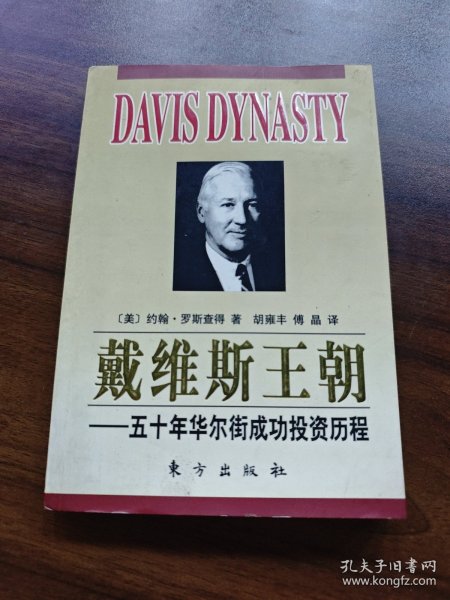 DAVIS DYNASTY
〔美〕约翰·罗斯查得 著 胡雍丰 傅晶 译
戴维斯王朝
——五十年华尔街成功投资历程
東方出版社
孔夫子旧书网
www.kongfz.com